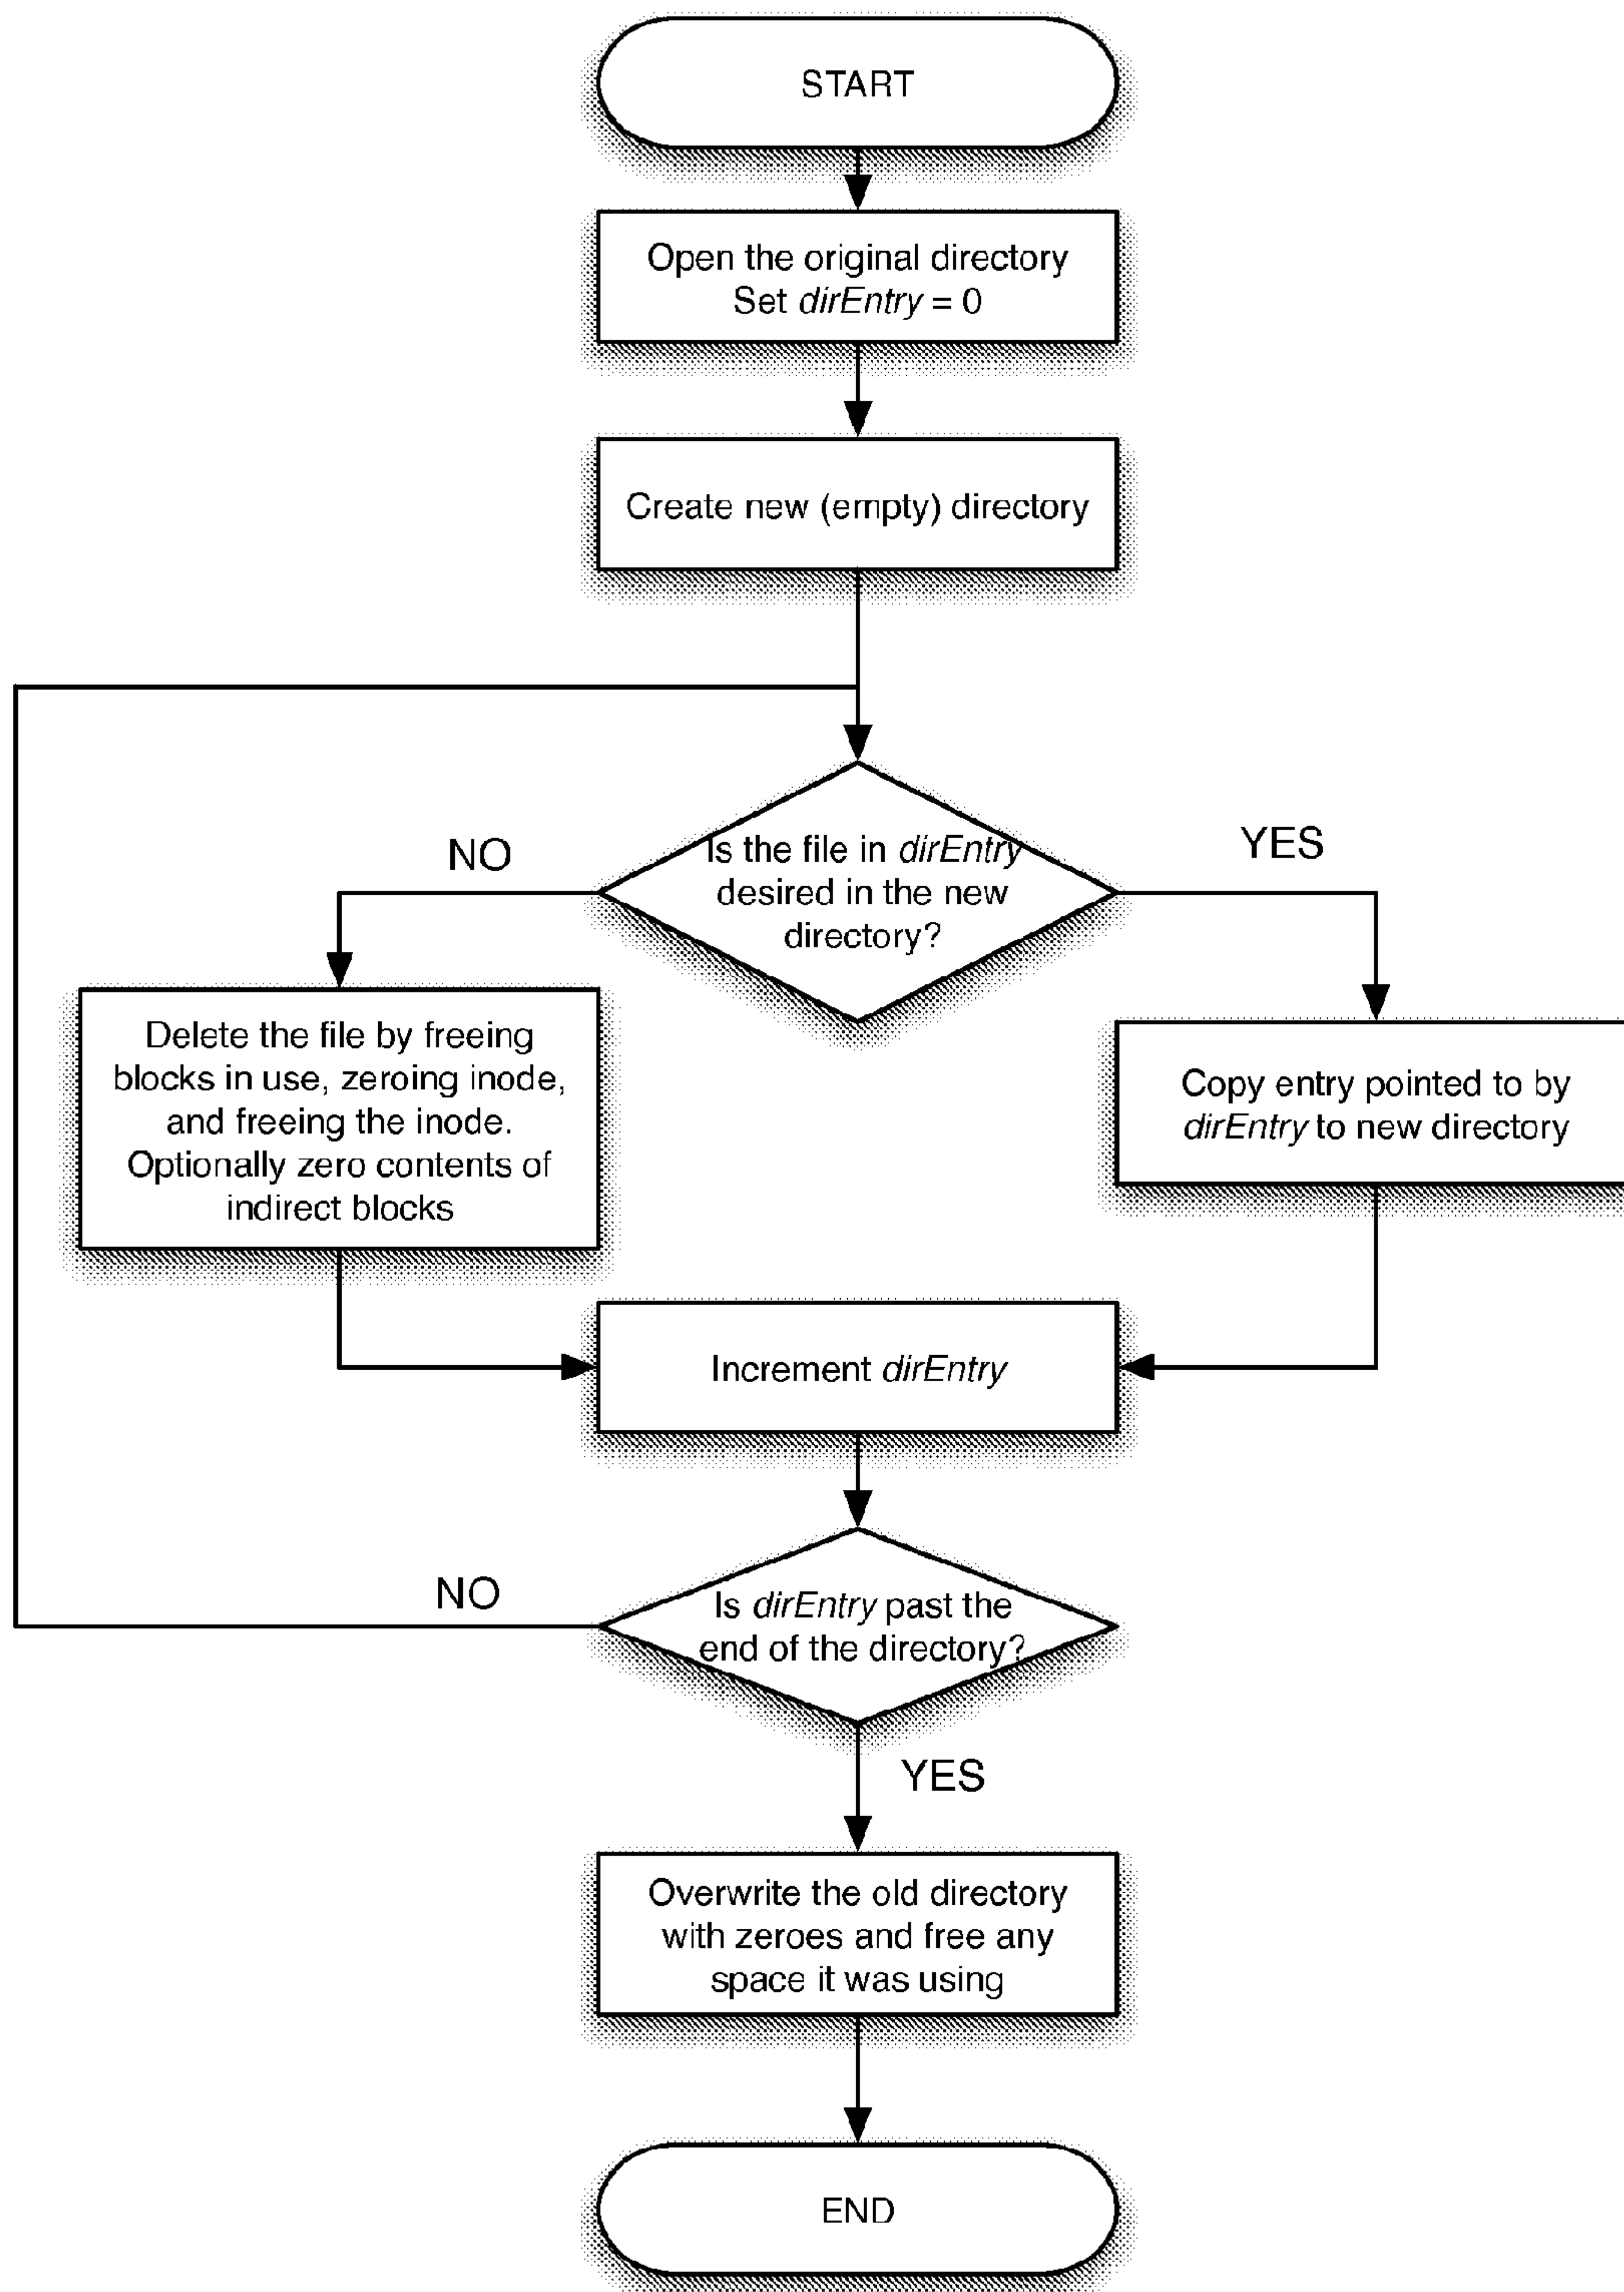 START
Open the original directory
Set dirEntry = 0
Create new (empty) directory
Is the file in dirEntry
desired in the new
directory?
NO
YES
Delete the file by freeing
blocks in use, zeroing inode,
and freeing the inode.
Optionally zero contents of
indirect blocks
Copy entry pointed to by
dirEntry to new directory
Increment dirEntry
Is dirEntry past the
end of the directory?
NO
YES
Overwrite the old directory
with zeroes and free any
space it was using
END